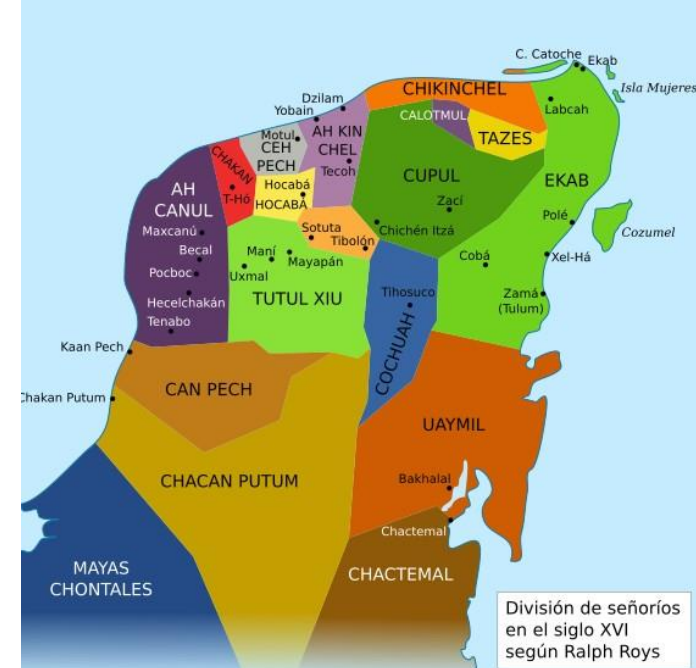 C. Catoche
Ekab
Isla Mujeres
CHIKINCHEL
Dzilam
Labcah
Yobain
CALOTMUL
Motul
AH KIN
CHEL
TAZES
CEH
PECH
CHAKAN
Tecoh
CUPUL
EKAB
Hocabá
HOCABÁ
AH
CANUL
T-Hó
Zací
Polé
Cozumel
Maxcanú
Sotuta
Chichén Itzá
Tibolón
Becal
Maní
Mayapán
Cobá
Xel-Há
Pocboc
Uxmal
Hecelchakán
TUTUL XIU
Tihosuco
Zamá
(Tulum)
Tenabo
Kaan Pech
COCHUAH
CAN PECH
Chakan Putum
UAYMIL
CHACAN PUTUM
Bakhalal
Chactemal
MAYAS
CHONTALES
CHACTEMAL
División de señoríos
en el siglo XVI
según Ralph Roys